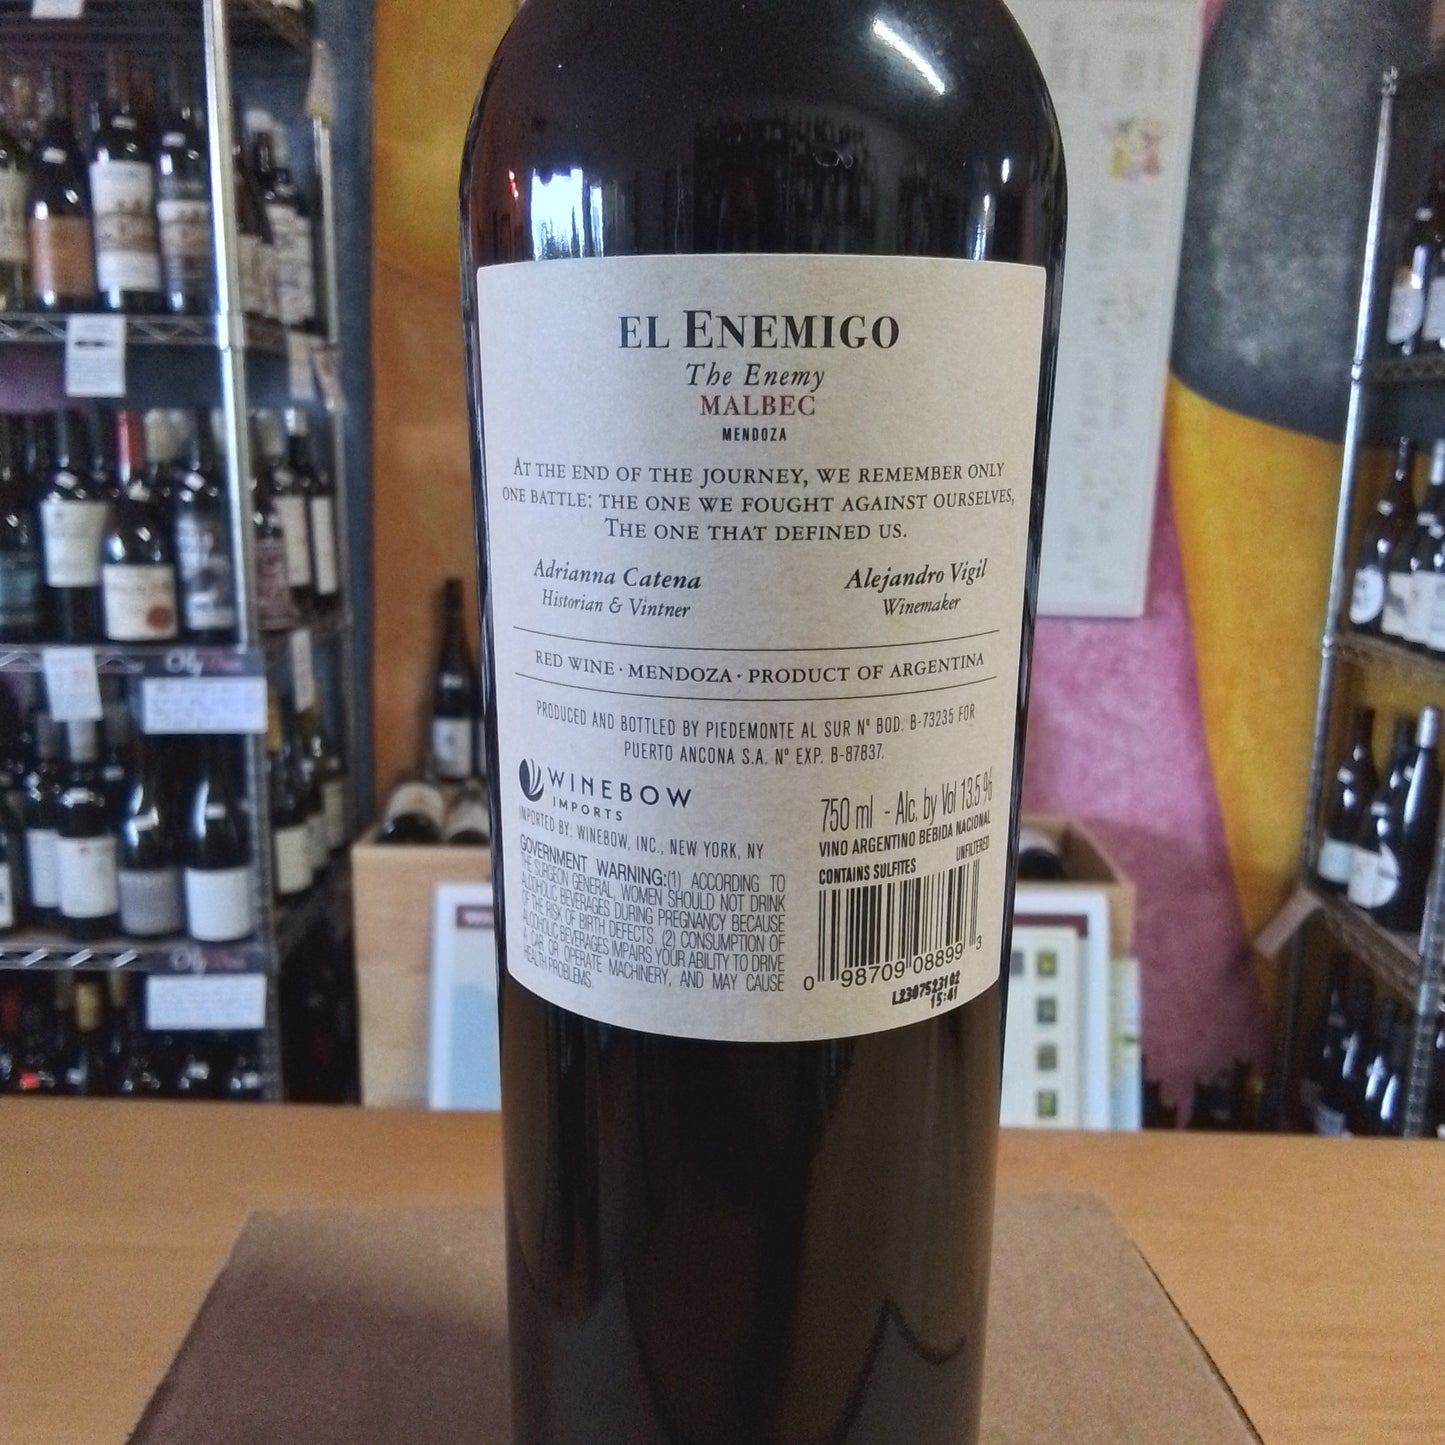 EL ENEMIGO
The Enemy
MALBEC
MENDOZA
AT THE END OF THE JOURNEY, WE REMEMBER ONLY
ONE BATTLE: THE ONE WE FOUGHT AGAINST OURSELVES,
THE ONE THAT DEFINED US.
Adrianna Catena
Historian & Vintner
Alejandro Vigil
Winemaker
RED WINE · MENDOZA · PRODUCT OF ARGENTINA
PRODUCED AND BOTTLED BY PIEDEMONTE AL SUR Nº BOD. B-73235 FOR
PUERTO ANCONA S.A. Nº EXP. B-87837.
WINEBOW
IMPORTS
IMPORTED BY: WINEBOW, INC., NEW YORK, NY
GOVERNMENT WARNING:(1) ACCORDING TO
THE SURGEON GENERAL, WOMEN SHOULD NOT DRINK
ALCOHOLIC BEVERAGES DURING PREGNANCY BECAUSE
OF THE RISK OF BIRTH DEFECTS. (2) CONSUMPTION OF
ALCOHOLIC BEVERAGES IMPAIRS YOUR ABILITY TO DRIVE
A CAR OR OPERATE MACHINERY, AND MAY CAUSE
HEALTH PROBLEMS.
750 ml - Alc. by Vol 13.5 %
VINO ARGENTINO BEBIDA NACIONAL
UNFILTERED
CONTAINS SULFITES
0 98709 08899 3
L2307523102
15:41